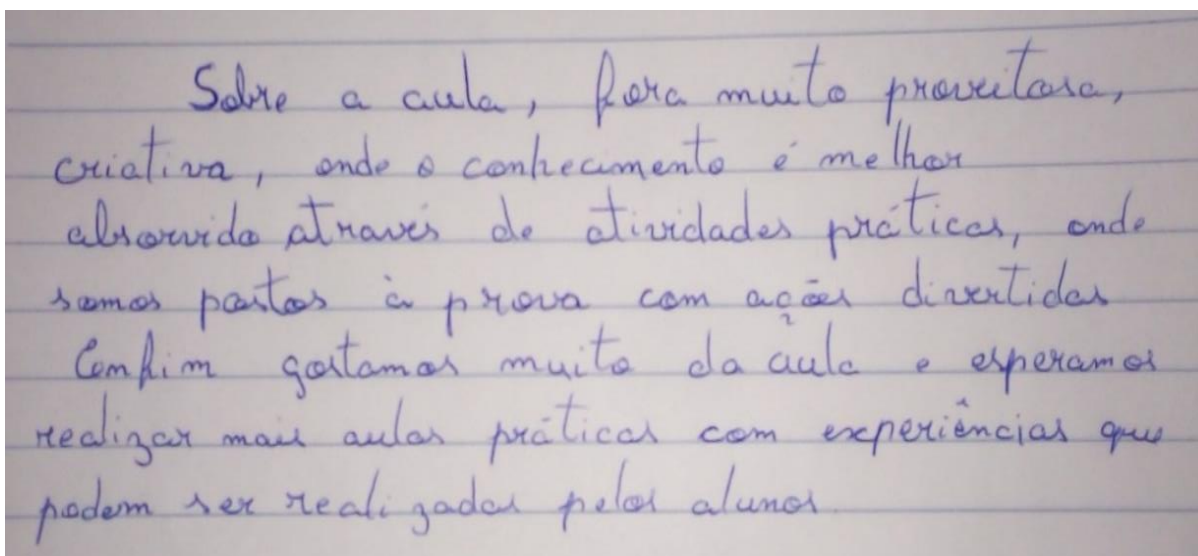 Sobre a aula, fora muito proveitosa,
criativa, onde o conhecimento é melhor
absorvido através de atividades práticas, onde
somos postos à prova com ações divertidas
Enfim gostamos muito da aula e esperamos
realizar mais aulas práticas com experiências que
podem ser realizadas pelos alunos.